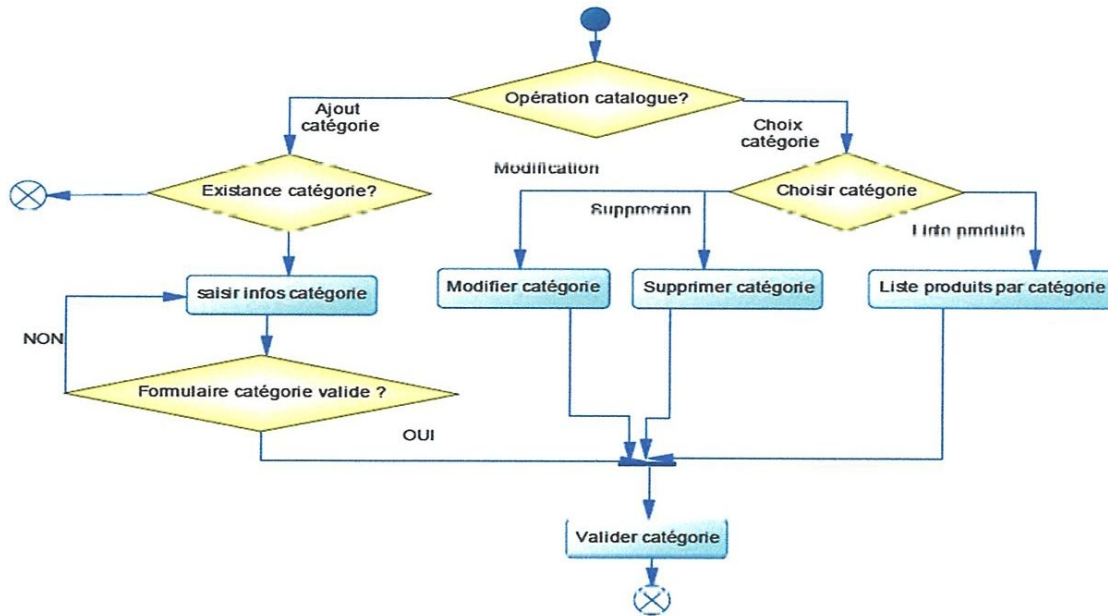 Opération catalogue?
Ajout
catégorie
Choix
catégorie
Existance catégorie?
Modification
Choisir catégorie
Suppression
Liste produits
saisir infos catégorie
Modifier catégorie
Supprimer catégorie
Liste produits par catégorie
NON
Formulaire catégorie valide ?
OUI
Valider catégorie